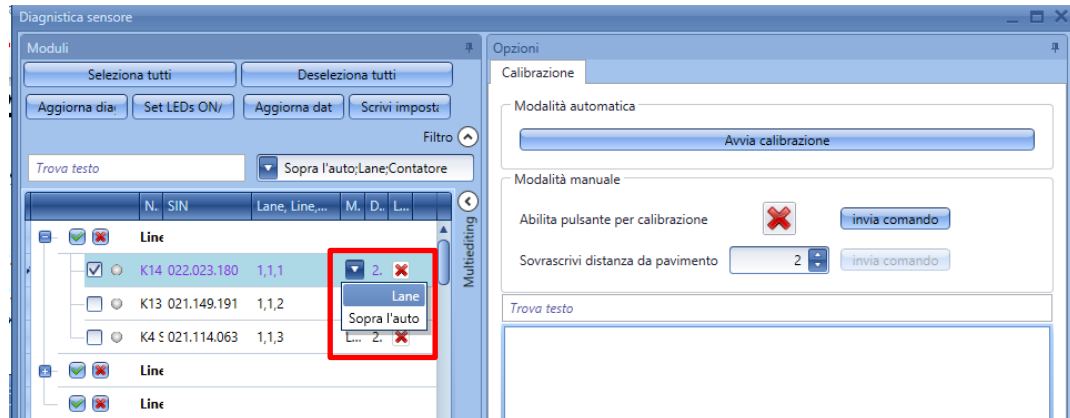 Diagnistica sensore
Moduli
Seleziona tutti
Deseleziona tutti
Aggiorna dia
Set LEDs ON/
Aggiorna dat
Scrivi imposta
Filtro
Trova testo
Sopra l'auto;Lane;Contatore
N.. SIN Lane, Line,... M. D.. L...
Line
K14 022.023.180 1,1,1 2.
Lane
K13 021.149.191 1,1,2
Sopra l'auto
K4 S 021.114.063 1,1,3 L... 2.
Line
Line
Multiediting
Opzioni
Calibrazione
Modalità automatica
Avvia calibrazione
Modalità manuale
Abilita pulsante per calibrazione
invia comando
Sovrascrivi distanza da pavimento 2
invia comando
Trova testo